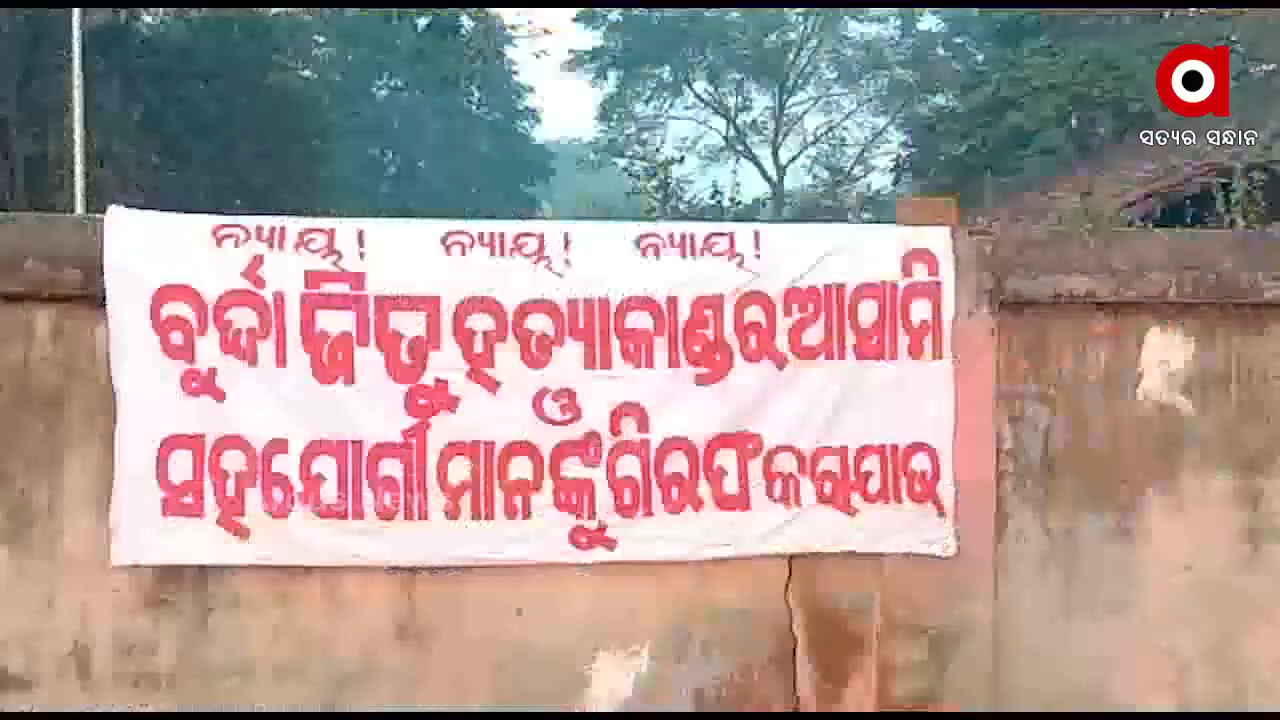 ସତ୍ୟର ସନ୍ଧାନ
ନ୍ୟାୟ! ନ୍ୟାୟ! ନ୍ୟାୟ!
ବୁର୍ଦ୍ଦା ଜିତୁ ହତ୍ୟାକାଣ୍ଡର ଆସାମି
ଓ
ସହଯୋଗୀ ମାନଙ୍କୁ ଗିରଫ କରାଯାଉ